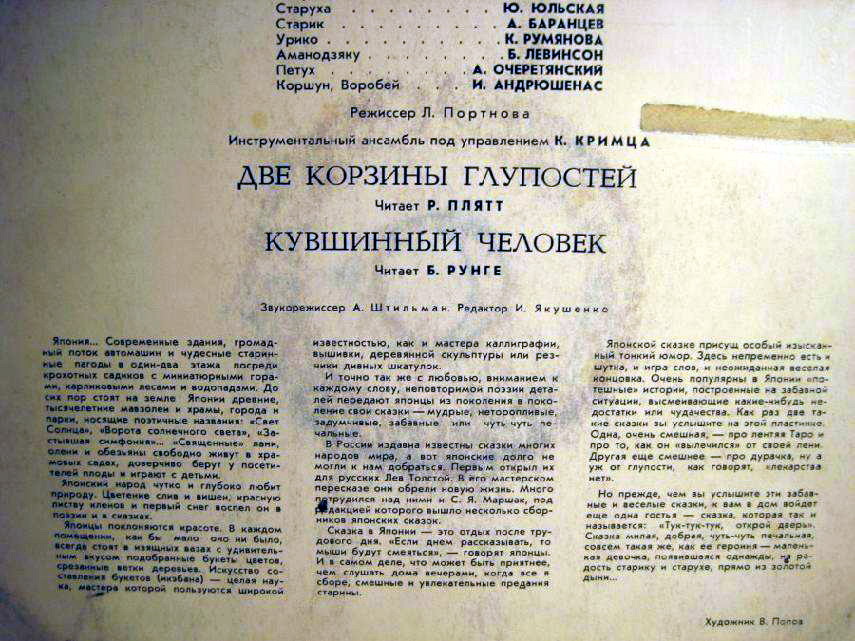 Старуха . . . . . . . . . Ю. ЮЛЬСКАЯ
Старик . . . . . . . . . А. БАРАНЦЕВ
Урико . . . . . . . . . К. РУМЯНОВА
Аманодзяку . . . . . . . Б. ЛЕВИНСОН
Петух . . . . . . . А. ОЧЕРЕТЯНСКИЙ
Коршун, Воробей . . . И. АНДРЮШЕНАС
Режиссер Л. Портнова
Инструментальный ансамбль под управлением К. КРИМЦА
ДВЕ КОРЗИНЫ ГЛУПОСТЕЙ
Читает Р. ПЛЯТТ
КУВШИННЫЙ ЧЕЛОВЕК
Читает Б. РУНГЕ
Звукорежиссер А. Штильман. Редактор И. Якушенко
Япония... Современные здания, громад-
ный поток автомашин и чудесные старин-
ные пагоды в один-два этажа посреди
крохотных садиков с миниатюрными гора-
ми, карликовыми лесами и водопадами. До
сих пор стоят на земле Японии древние,
тысячелетние мавзолеи и храмы, города и
парки, носящие поэтичные названия: «Свет
Солнца», «Ворота солнечного света», «За-
стывшая симфония»... «Священные» лани,
олени и обезьяны свободно живут в хра-
мовых садах, доверчиво берут у посети-
телей плоды и играют с детьми.
Японский народ чутко и глубоко любит
природу. Цветение слив и вишен, красную
листву кленов и первый снег воспел он в
поэзии и в сказках.
Японцы поклоняются красоте. В каждом
помещении, как бы мало оно ни было,
всегда стоят в изящных вазах с удивитель-
ным вкусом подобранные букеты цветов,
срезанные ветки деревьев. Искусство со-
ставления букетов (икэбана) — целая нау-
ка, мастера которой пользуются широкой
известностью, как и мастера каллиграфии,
вышивки, деревянной скульптуры или рез-
чики дивных шкатулок.
И точно так же с любовью, вниманием к
каждому слову, неповторимой поэзии дета-
лей передают японцы из поколения в поко-
ление свои сказки — мудрые, неторопливые,
задумчивые, забавные или чуть-чуть пе-
чальные.
В России издавна известны сказки многих
народов мира, а вот японские долго не
могли к нам добраться. Первым открыл их
для русских Лев Толстой. В его мастерском
пересказе они обрели новую жизнь. Много
потрудился над ними и С. Я. Маршак, под
редакцией которого вышло несколько сбор-
ников японских сказок.
Сказка в Японии — это отдых после тру-
дового дня. «Если днем рассказывать, то
мыши будут смеяться», — говорят японцы.
И в самом деле, что может быть приятнее,
чем слушать дома вечерами, когда все в
сборе, смешные и увлекательные предания
старины.
Японской сказке присущ особый изыскан-
ный тонкий юмор. Здесь непременно есть и
шутка, и игра слов, и неожиданная веселая
концовка. Очень популярны в Японии «по-
тешные» истории, построенные на забавной
ситуации, высмеивающие какие-нибудь не-
достатки или чудачества. Как раз две та-
кие сказки вы услышите на этой пластинке.
Одна, очень смешная, — про лентяя Таро и
про то, как он «вылечился» от своей лени.
Другая еще смешнее — про дурачка, ну а
уж от глупости, как говорят, «лекарства
нет».
Но прежде, чем вы услышите эти забав-
ные и веселые сказки, к вам в дом войдет
еще одна гостья — сказка, которая так и
называется: «Тук-тук-тук, открой дверь».
Сказка милая, добрая, чуть-чуть печальная,
совсем такая же, как ее героиня — малень-
кая девочка, появившаяся однажды, на ра-
дость старику и старухе, прямо из золотой
дыни...
Художник В. Попов